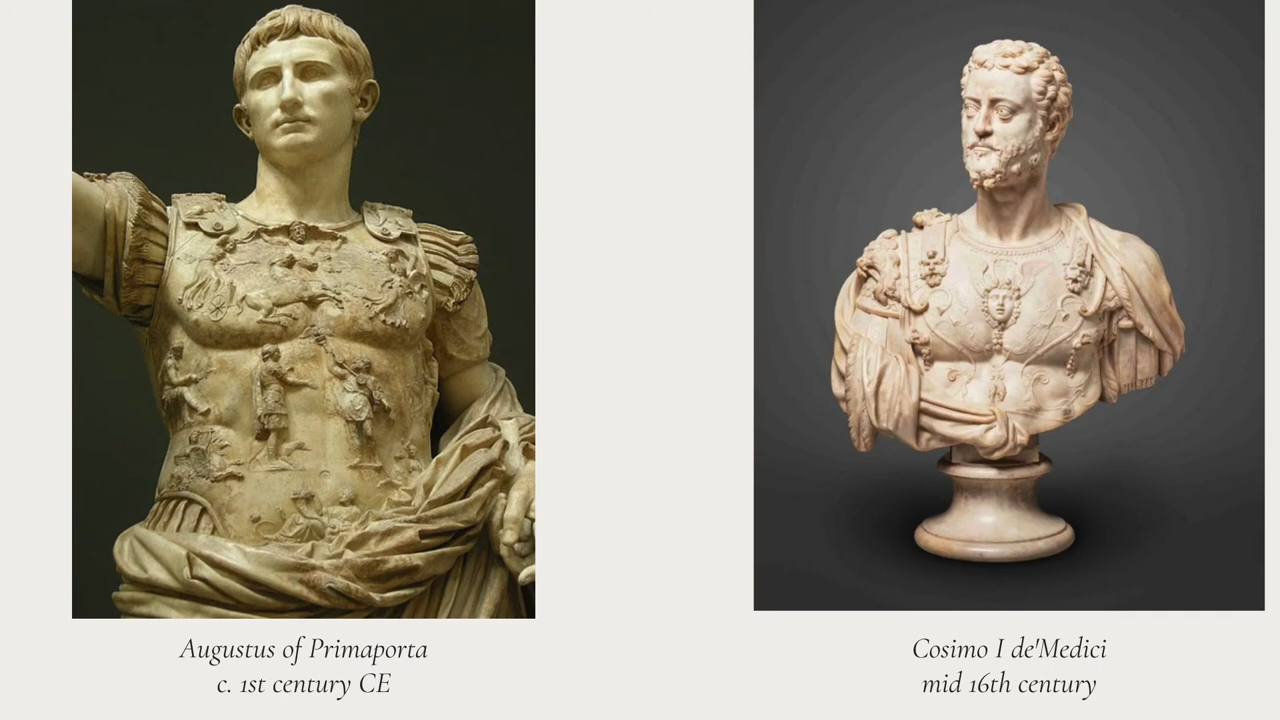 Augustus of Primaporta
c. 1st century CE
Cosimo I de'Medici
mid 16th century